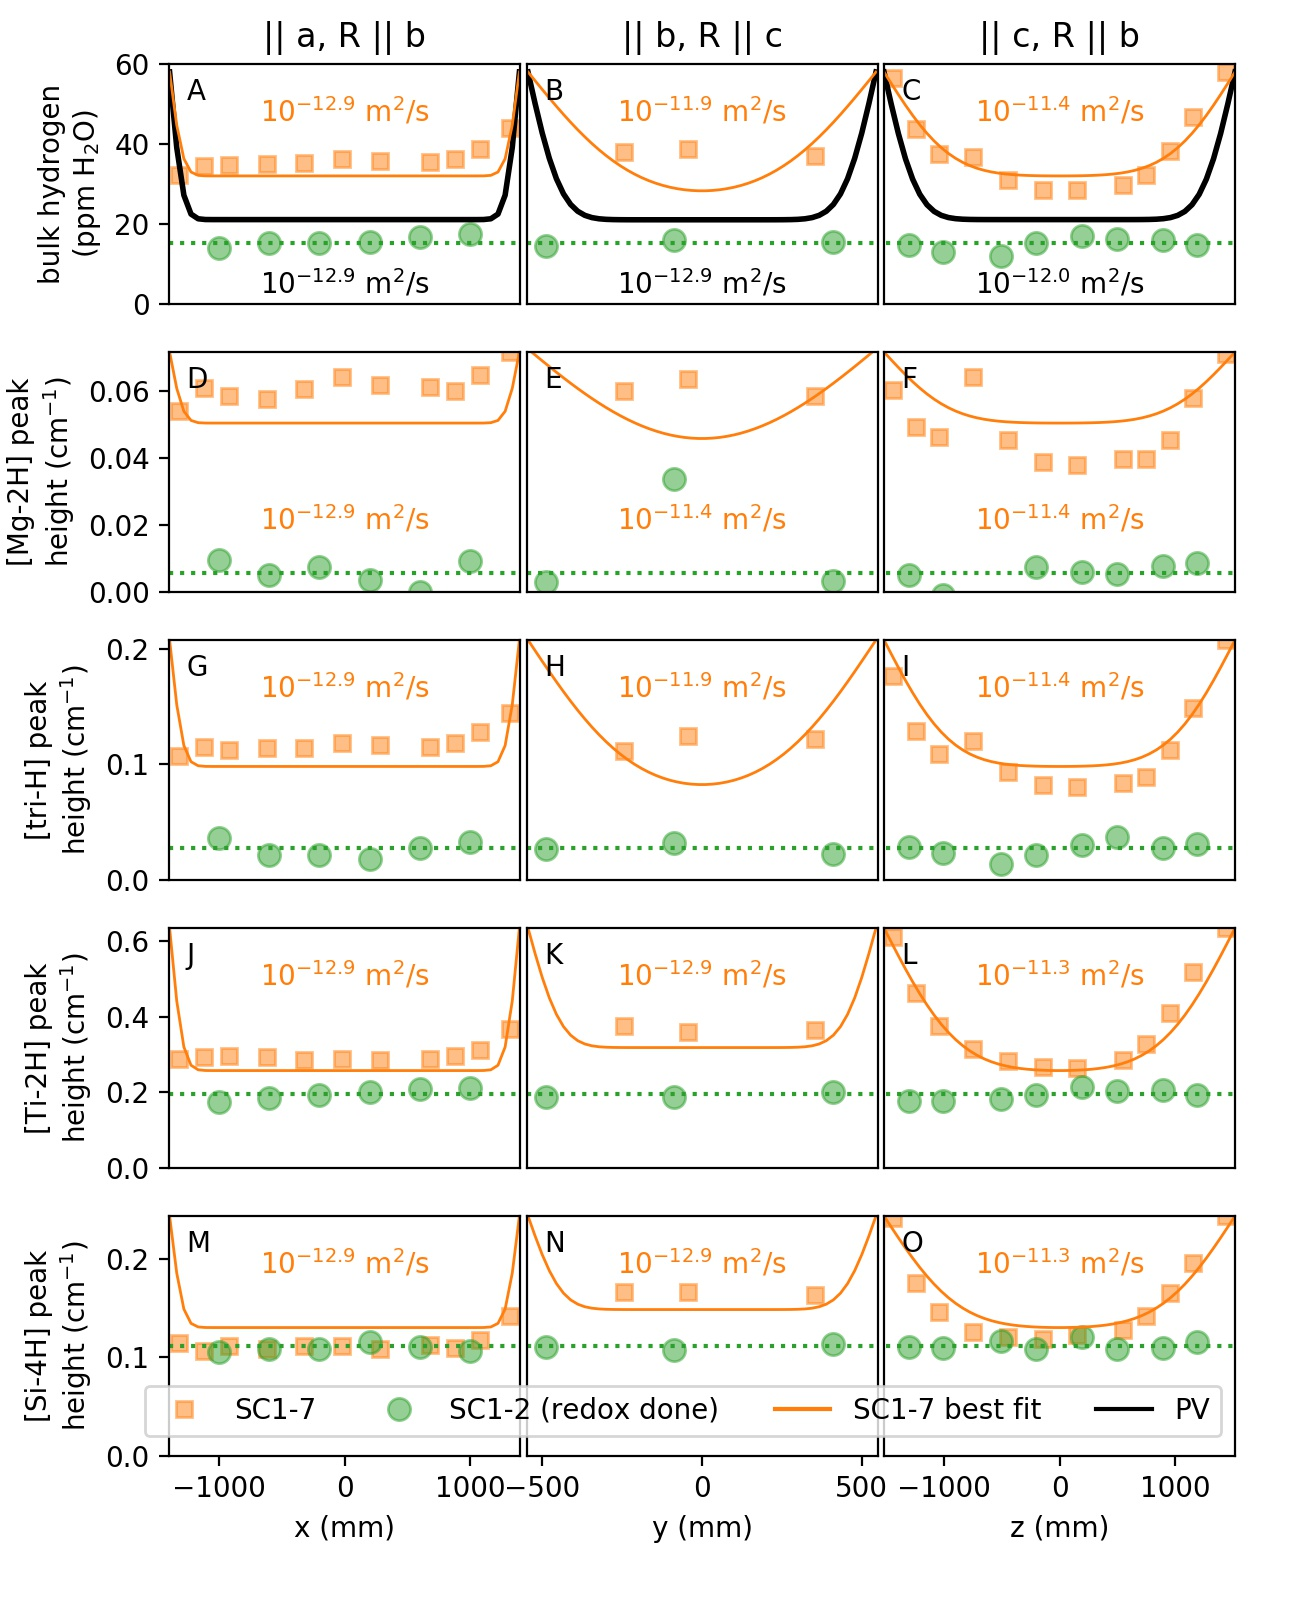 || a, R || b
|| b, R || c
|| c, R || b
bulk hydrogen
(ppm H₂O)
60
40
20
0
A
10⁻¹²·⁹ m²/s
10⁻¹²·⁹ m²/s
B
10⁻¹¹·⁹ m²/s
10⁻¹²·⁹ m²/s
C
10⁻¹¹·⁴ m²/s
10⁻¹²·⁰ m²/s
[Mg-2H] peak
height (cm⁻¹)
0.06
0.04
0.02
0.00
D
10⁻¹²·⁹ m²/s
E
10⁻¹¹·⁴ m²/s
F
10⁻¹¹·⁴ m²/s
[tri-H] peak
height (cm⁻¹)
0.2
0.1
0.0
G
10⁻¹²·⁹ m²/s
H
10⁻¹¹·⁹ m²/s
I
10⁻¹¹·⁴ m²/s
[Ti-2H] peak
height (cm⁻¹)
0.6
0.4
0.2
0.0
J
10⁻¹²·⁹ m²/s
K
10⁻¹²·⁹ m²/s
L
10⁻¹¹·³ m²/s
[Si-4H] peak
height (cm⁻¹)
0.2
0.1
0.0
M
10⁻¹²·⁹ m²/s
N
10⁻¹²·⁹ m²/s
O
10⁻¹¹·³ m²/s
SC1-7
SC1-2 (redox done)
SC1-7 best fit
PV
−1000 0 1000
−500 0 500
−1000 0 1000
x (mm)
y (mm)
z (mm)